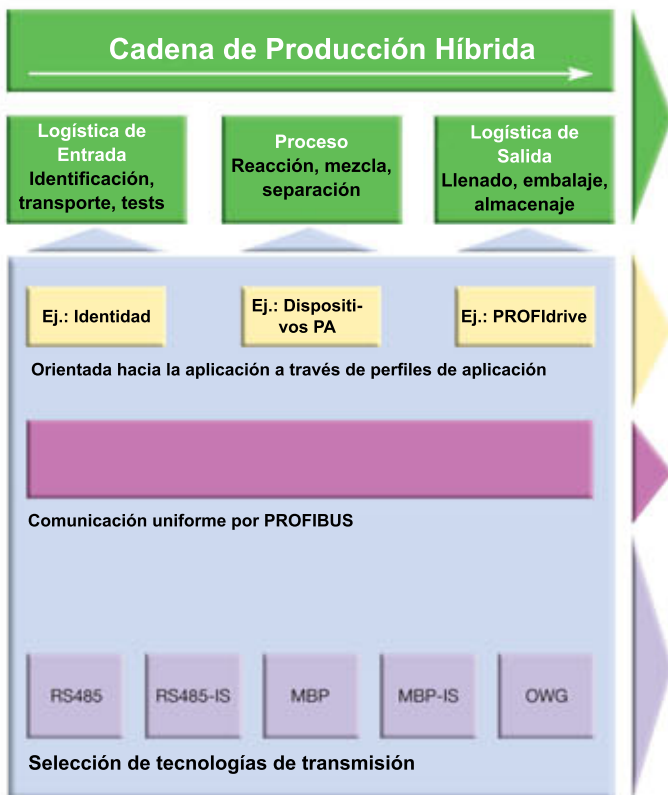 Cadena de Producción Híbrida
Logística de
Entrada
Identificación,
transporte, tests
Proceso
Reacción, mezcla,
separación
Logística de
Salida
Llenado, embalaje,
almacenaje
Ej.: Identidad
Ej.: Dispositi-
vos PA
Ej.: PROFIdrive
Orientada hacia la aplicación a través de perfiles de aplicación
Comunicación uniforme por PROFIBUS
RS485
RS485-IS
MBP
MBP-IS
OWG
Selección de tecnologías de transmisión